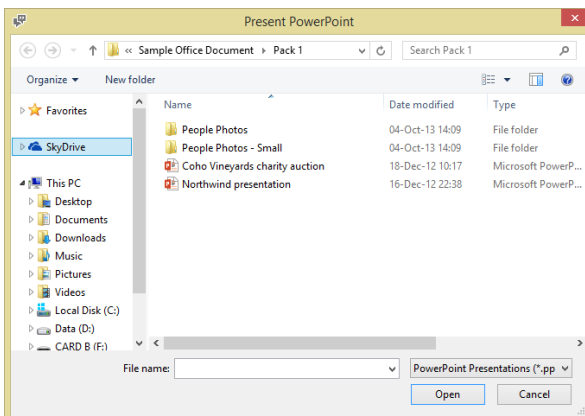 Present PowerPoint
« Sample Office Document Pack 1 Search Pack 1
Organize New folder
Name Date modified Type
Favorites
People Photos 04-Oct-13 14:09 File folder
SkyDrive People Photos - Small 04-Oct-13 14:09 File folder
Coho Vineyards charity auction 18-Dec-12 10:17 Microsoft PowerP...
This PC Northwind presentation 16-Dec-12 22:38 Microsoft PowerP...
Desktop
Documents
Downloads
Music
Pictures
Videos
Local Disk (C:)
Data (D:)
CARD B (F:)
File name: PowerPoint Presentations (*.pp
Open Cancel